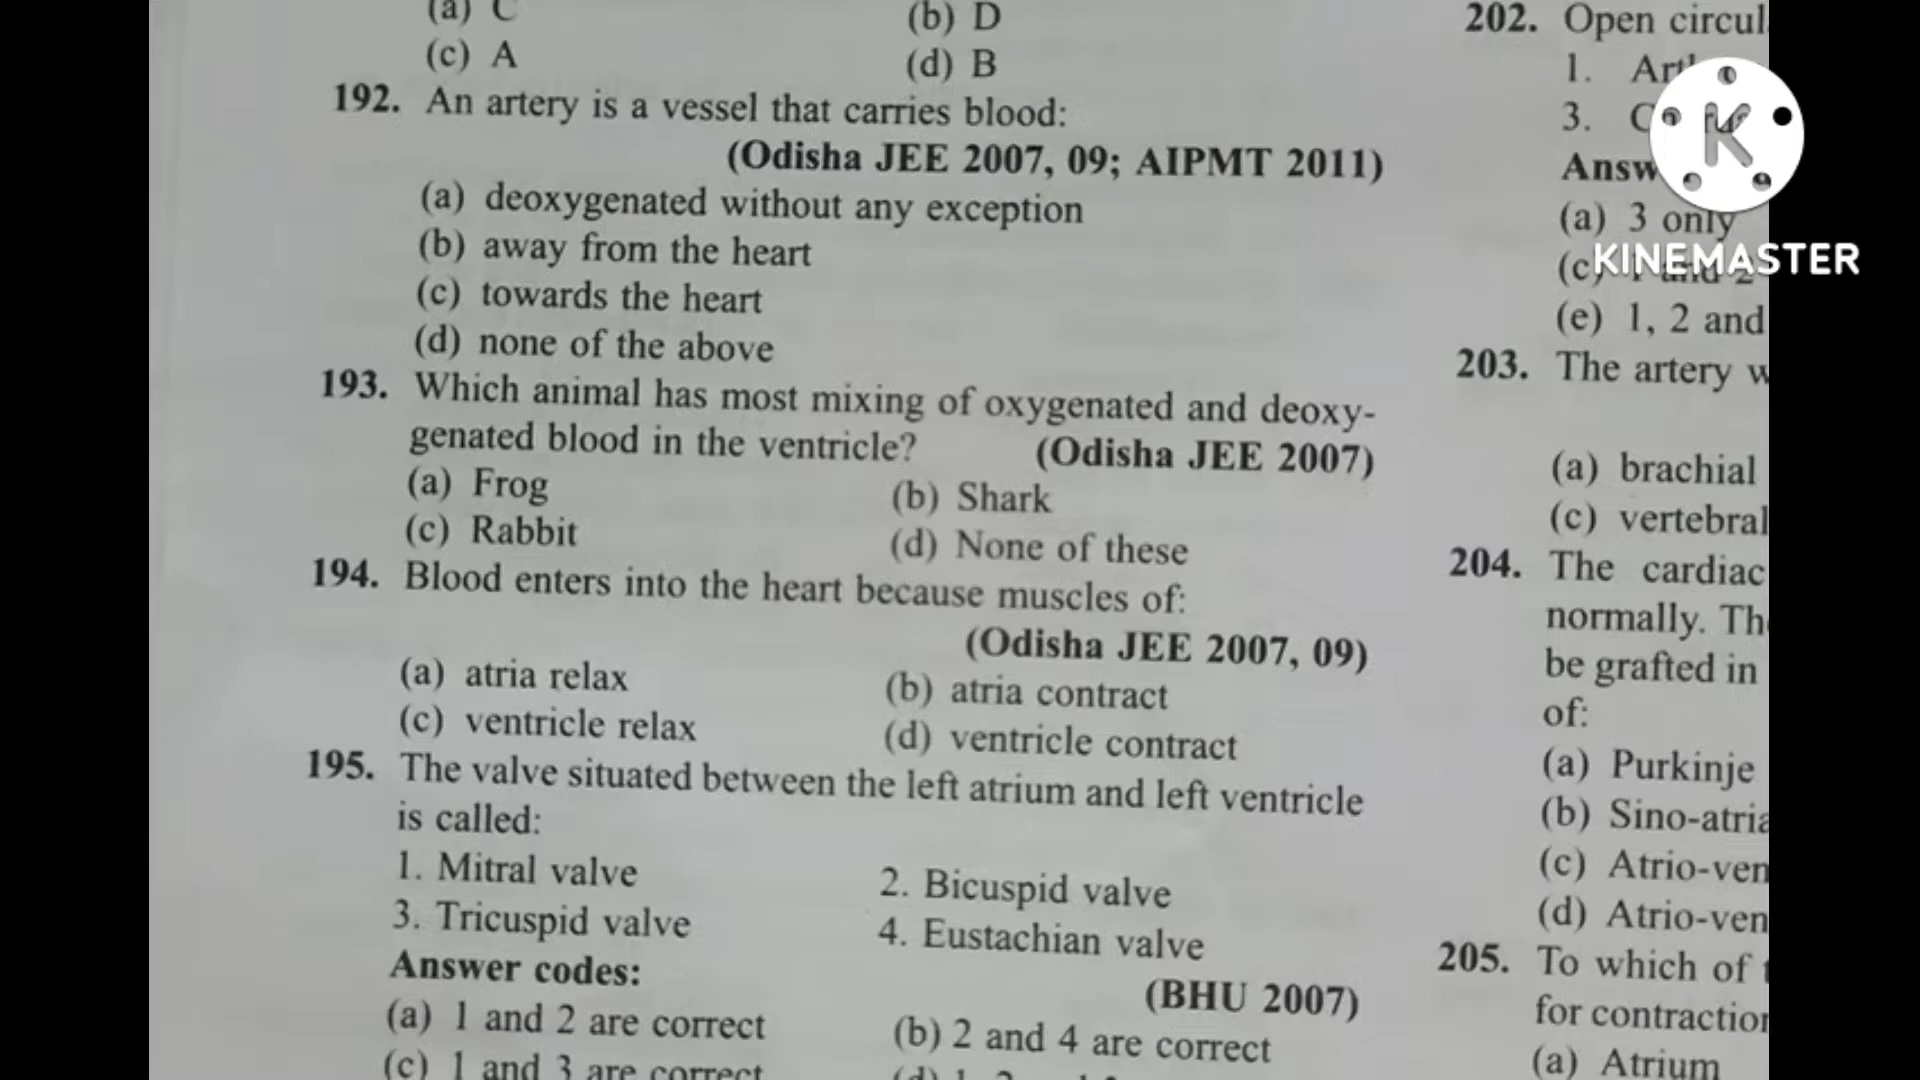 (a) C
(b) D
(c) A
(d) B
192. An artery is a vessel that carries blood:
(Odisha JEE 2007, 09; AIPMT 2011)
(a) deoxygenated without any exception
(b) away from the heart
(c) towards the heart
(d) none of the above
193. Which animal has most mixing of oxygenated and deoxy-
genated blood in the ventricle? (Odisha JEE 2007)
(a) Frog
(b) Shark
(c) Rabbit
(d) None of these
194. Blood enters into the heart because muscles of:
(Odisha JEE 2007, 09)
(a) atria relax
(b) atria contract
(c) ventricle relax
(d) ventricle contract
195. The valve situated between the left atrium and left ventricle
is called:
1. Mitral valve
2. Bicuspid valve
3. Tricuspid valve
4. Eustachian valve
Answer codes:
(BHU 2007)
(a) 1 and 2 are correct
(b) 2 and 4 are correct
(c) 1 and 3 are correct
202. Open circul
1.
3.
Answ
(a) 3 only
(c) 1 and 2
(e) 1, 2 and
203. The artery w
(a) brachial
(c) vertebral
204. The cardiac
normally. Th
be grafted in
of:
(a) Purkinje
(b) Sino-atria
(c) Atrio-ven
(d) Atrio-ven
205. To which of
for contraction
(a) Atrium
K
KINEMASTER